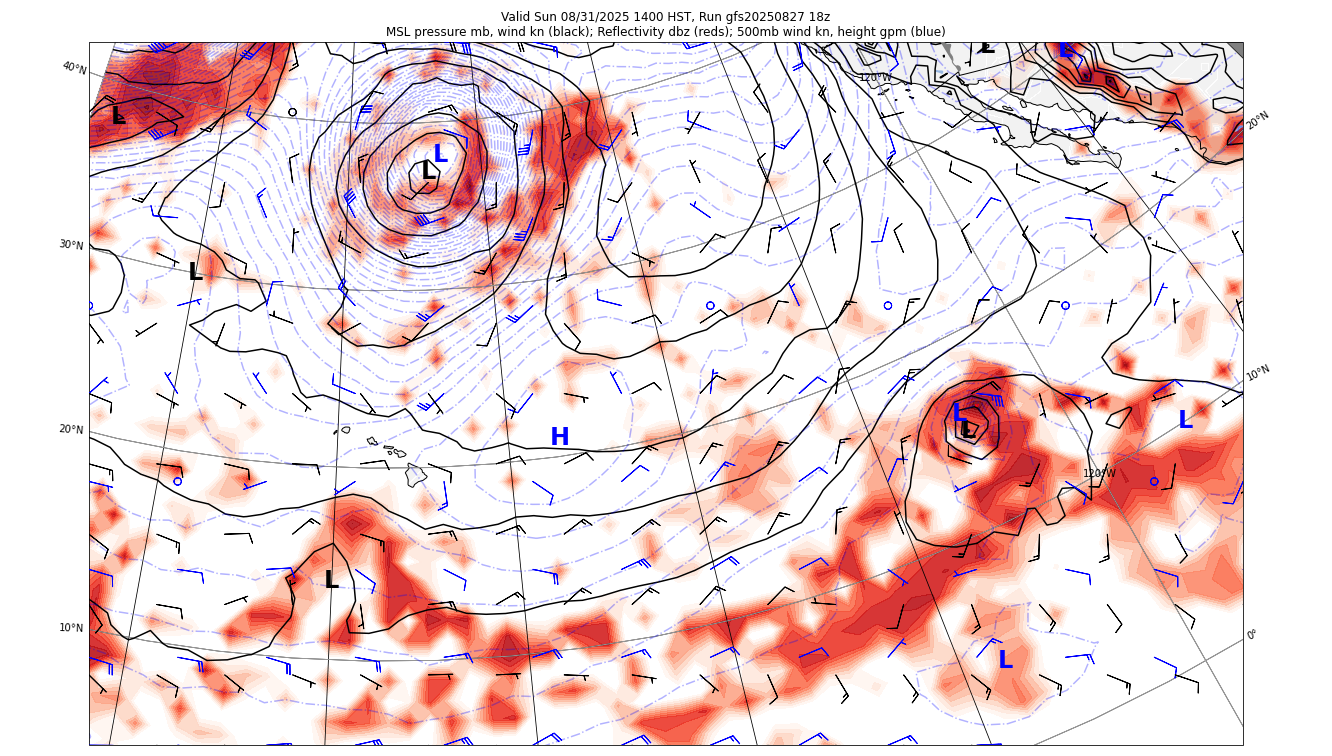 Valid Sun 08/31/2025 1400 HST, Run gfs20250827 18z
MSL pressure mb, wind kn (black); Reflectivity dbz (reds); 500mb wind kn, height gpm (blue)
L
L
40°N
120°W
L
20°N
L
L
30°N
L
10°N
L
L
L
H
20°N
120°W
L
10°N
0°
L